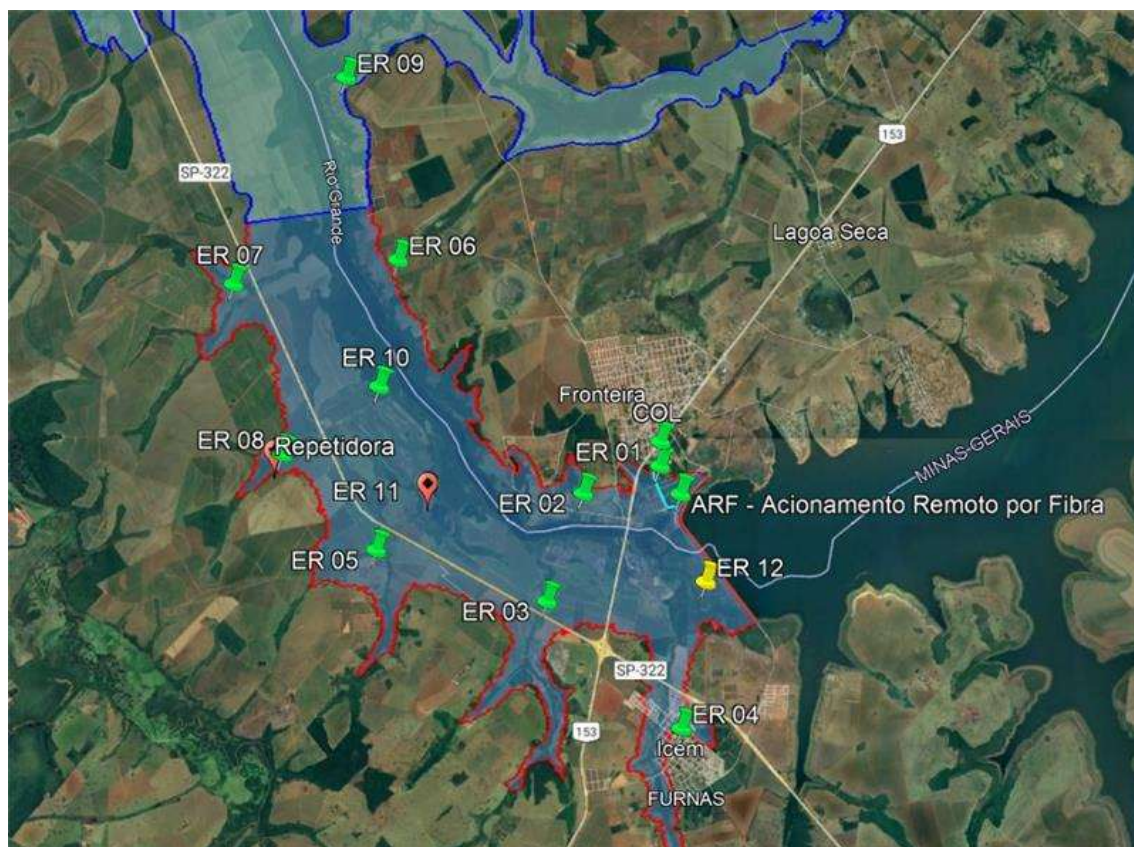 ER 09
153
SP-322
Rio Grande
Lagoa Seca
ER 07
ER 06
ER 10
Fronteira
COL
MINAS-GERAIS
ER 08
Repetidora
ER 01
ER 11
ER 02
ARF - Acionamento Remoto por Fibra
ER 05
ER 12
ER 03
SP-322
ER 04
153
Icém
FURNAS